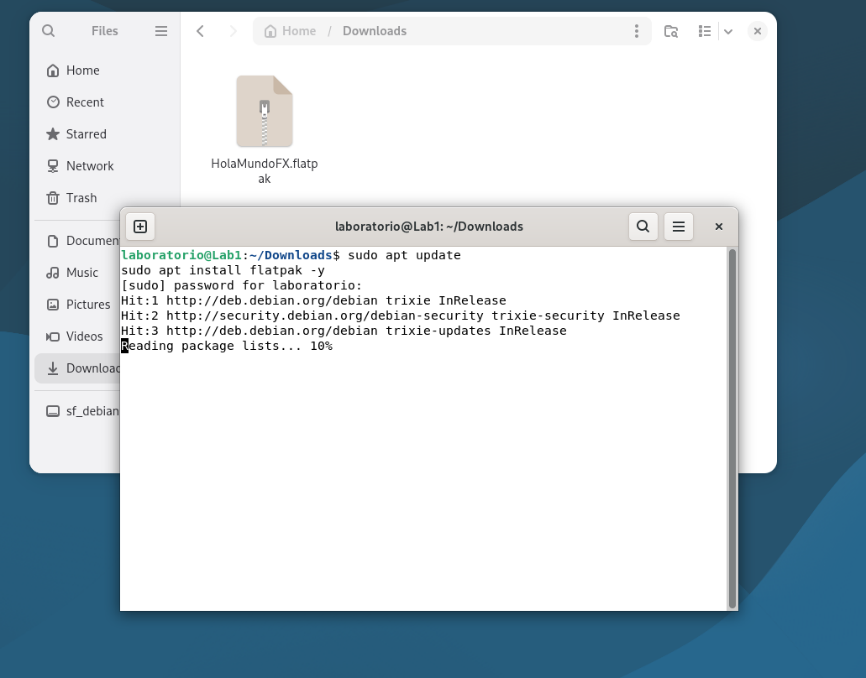 Files
Home / Downloads
Home
Recent
Starred
Network
Trash
Documen
Music
Pictures
Videos
Downloac
sf_debian
HolaMundoFX.flatp
ak
laboratorio@Lab1: ~/Downloads
laboratorio@Lab1:~/Downloads$ sudo apt update
sudo apt install flatpak -y
[sudo] password for laboratorio:
Hit:1 http://deb.debian.org/debian trixie InRelease
Hit:2 http://security.debian.org/debian-security trixie-security InRelease
Hit:3 http://deb.debian.org/debian trixie-updates InRelease
Reading package lists... 10%